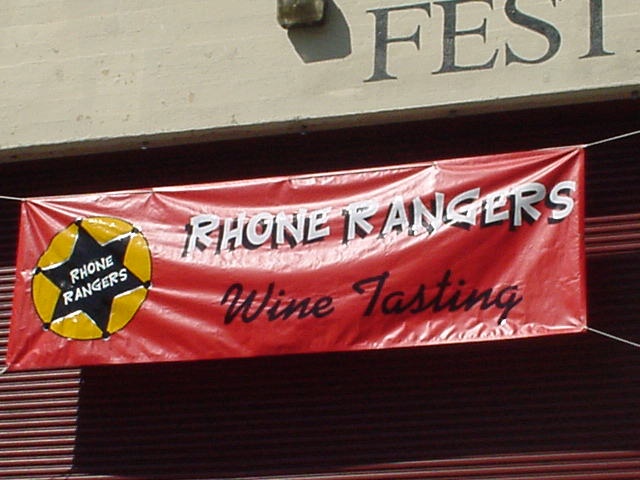 FEST
RHONE RANGERS
Wine Tasting
RHONE
RANGERS